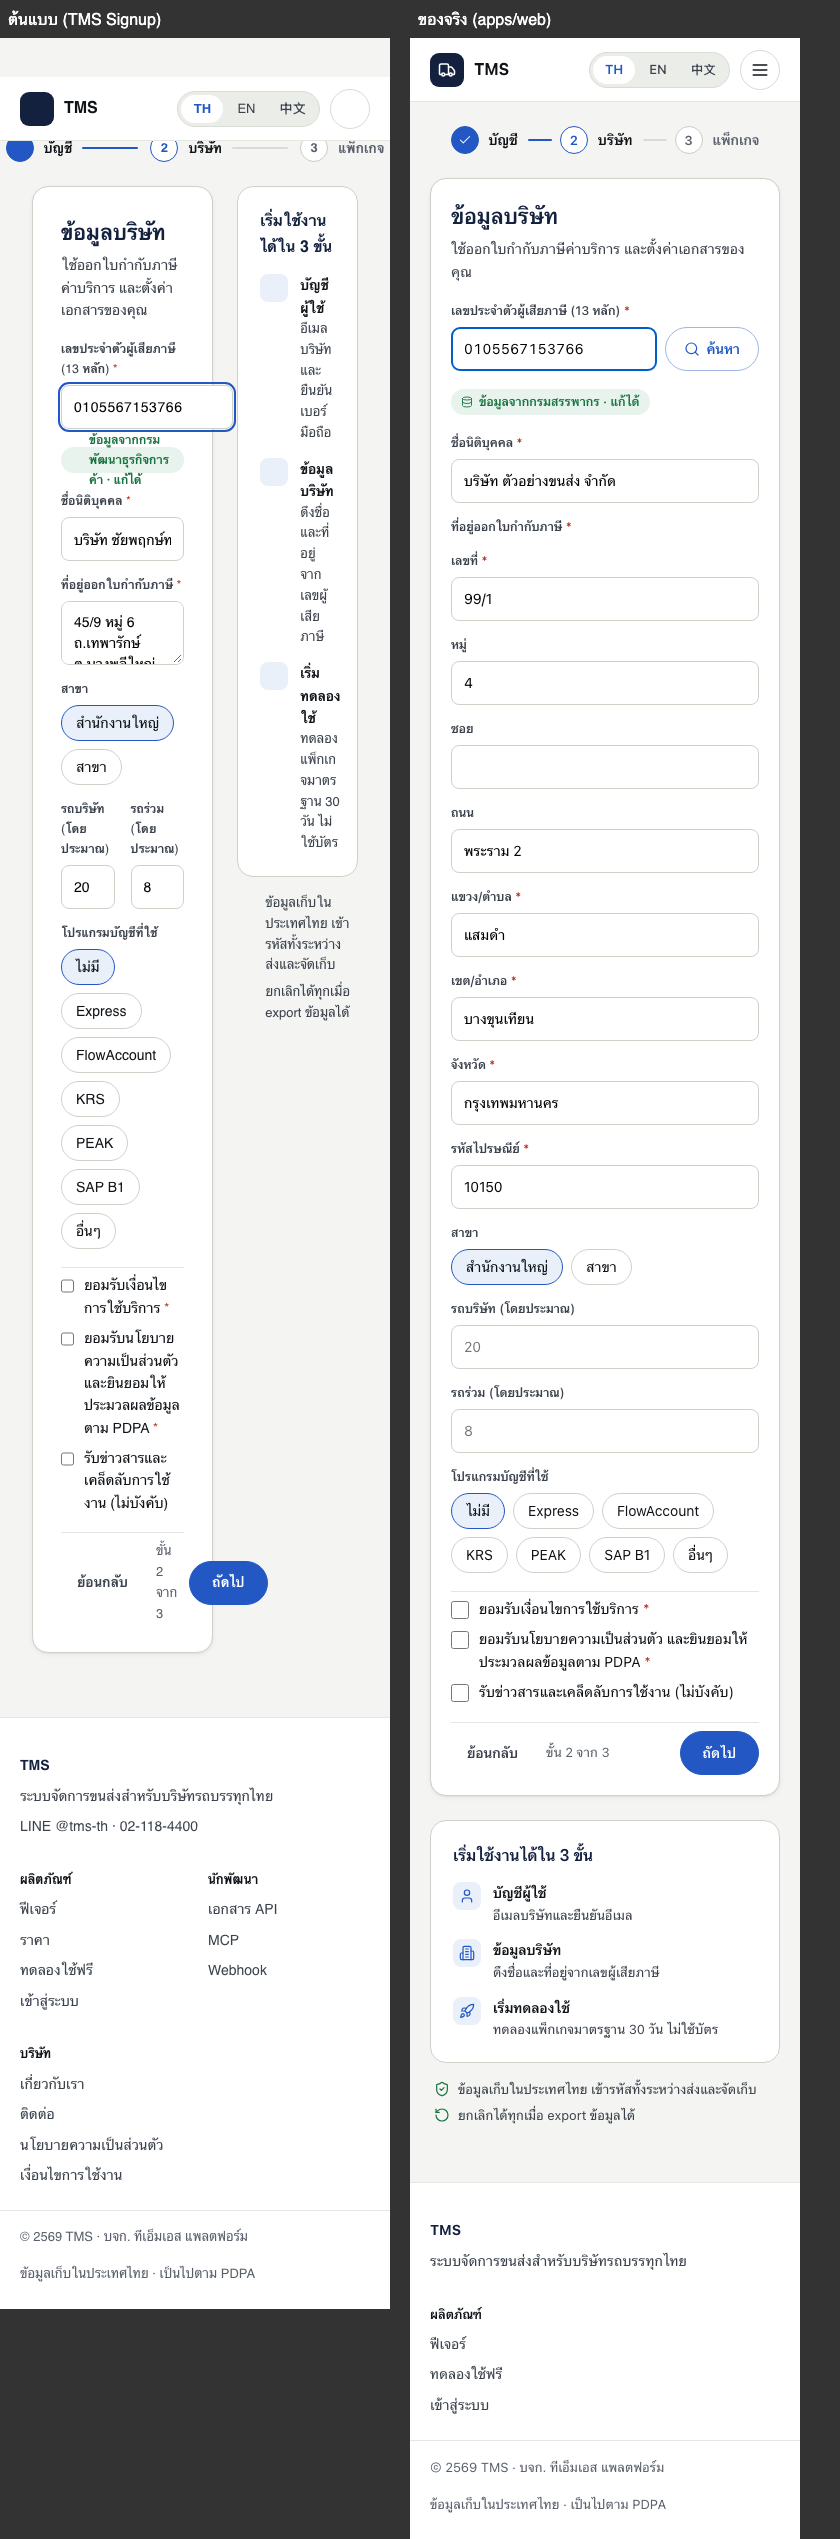 ต้นแบบ (TMS Signup)
TMS
TH EN 中文
บัญชี 2 บริษัท 3 แพ็กเกจ
ข้อมูลบริษัท
ใช้ออกใบกำกับภาษี
ค่าบริการ และตั้งค่า
เอกสารของคุณ
เลขประจำตัวผู้เสียภาษี
(13 หลัก) *
0105567153766
ข้อมูลจากกรม
พัฒนาธุรกิจการ
ค้า · แก้ได้
ชื่อนิติบุคคล *
บริษัท ชัยพฤกษ์ท
ที่อยู่ออกใบกำกับภาษี *
45/9 หมู่ 6
ถ.เทพารักษ์
ต.บางพลีใหญ่
สาขา
สำนักงานใหญ่
สาขา
รถบริษัท
(โดย
ประมาณ)
รถร่วม
(โดย
ประมาณ)
20
8
โปรแกรมบัญชีที่ใช้
ไม่มี
Express
FlowAccount
KRS
PEAK
SAP B1
อื่นๆ
ยอมรับเงื่อนไข
การใช้บริการ *
ยอมรับนโยบาย
ความเป็นส่วนตัว
และยินยอมให้
ประมวลผลข้อมูล
ตาม PDPA *
รับข่าวสารและ
เคล็ดลับการใช้
งาน (ไม่บังคับ)
ย้อนกลับ
ขั้น
2
จาก
3
ถัดไป
เริ่มใช้งาน
ได้ใน 3 ขั้น
บัญชี
ผู้ใช้
อีเมล
บริษัท
และ
ยืนยัน
เบอร์
มือถือ
ข้อมูล
บริษัท
ดึงชื่อ
และที่
อยู่
จาก
เลขผู้
เสีย
ภาษี
เริ่ม
ทดลอง
ใช้
ทดลอง
แพ็กเก
จมาตร
ฐาน 30
วัน ไม่
ใช้บัตร
ข้อมูลเก็บใน
ประเทศไทย เข้า
รหัสทั้งระหว่าง
ส่งและจัดเก็บ
ยกเลิกได้ทุกเมื่อ
export ข้อมูลได้
TMS
ระบบจัดการขนส่งสำหรับบริษัทรถบรรทุกไทย
LINE @tms-th · 02-118-4400
ผลิตภัณฑ์
ฟีเจอร์
ราคา
ทดลองใช้ฟรี
เข้าสู่ระบบ
นักพัฒนา
เอกสาร API
MCP
Webhook
บริษัท
เกี่ยวกับเรา
ติดต่อ
นโยบายความเป็นส่วนตัว
เงื่อนไขการใช้งาน
© 2569 TMS · บจก. ทีเอ็มเอส แพลตฟอร์ม
ข้อมูลเก็บในประเทศไทย · เป็นไปตาม PDPA
ของจริง (apps/web)
TMS
TH EN 中文
บัญชี 2 บริษัท 3 แพ็กเกจ
ข้อมูลบริษัท
ใช้ออกใบกำกับภาษีค่าบริการ และตั้งค่าเอกสารของ
คุณ
เลขประจำตัวผู้เสียภาษี (13 หลัก) *
0105567153766
ค้นหา
ข้อมูลจากกรมสรรพากร · แก้ได้
ชื่อนิติบุคคล *
บริษัท ตัวอย่างขนส่ง จำกัด
ที่อยู่ออกใบกำกับภาษี *
เลขที่ *
99/1
หมู่
4
ซอย
ถนน
พระราม 2
แขวง/ตำบล *
แสมดำ
เขต/อำเภอ *
บางขุนเทียน
จังหวัด *
กรุงเทพมหานคร
รหัสไปรษณีย์ *
10150
สาขา
สำนักงานใหญ่ สาขา
รถบริษัท (โดยประมาณ)
20
รถร่วม (โดยประมาณ)
8
โปรแกรมบัญชีที่ใช้
ไม่มี Express FlowAccount
KRS PEAK SAP B1 อื่นๆ
ยอมรับเงื่อนไขการใช้บริการ *
ยอมรับนโยบายความเป็นส่วนตัว และยินยอมให้
ประมวลผลข้อมูลตาม PDPA *
รับข่าวสารและเคล็ดลับการใช้งาน (ไม่บังคับ)
ย้อนกลับ ขั้น 2 จาก 3 ถัดไป
เริ่มใช้งานได้ใน 3 ขั้น
บัญชีผู้ใช้
อีเมลบริษัทและยืนยันอีเมล
ข้อมูลบริษัท
ดึงชื่อและที่อยู่จากเลขผู้เสียภาษี
เริ่มทดลองใช้
ทดลองแพ็กเกจมาตรฐาน 30 วัน ไม่ใช้บัตร
ข้อมูลเก็บในประเทศไทย เข้ารหัสทั้งระหว่างส่งและจัดเก็บ
ยกเลิกได้ทุกเมื่อ export ข้อมูลได้
TMS
ระบบจัดการขนส่งสำหรับบริษัทรถบรรทุกไทย
ผลิตภัณฑ์
ฟีเจอร์
ทดลองใช้ฟรี
เข้าสู่ระบบ
© 2569 TMS · บจก. ทีเอ็มเอส แพลตฟอร์ม
ข้อมูลเก็บในประเทศไทย · เป็นไปตาม PDPA